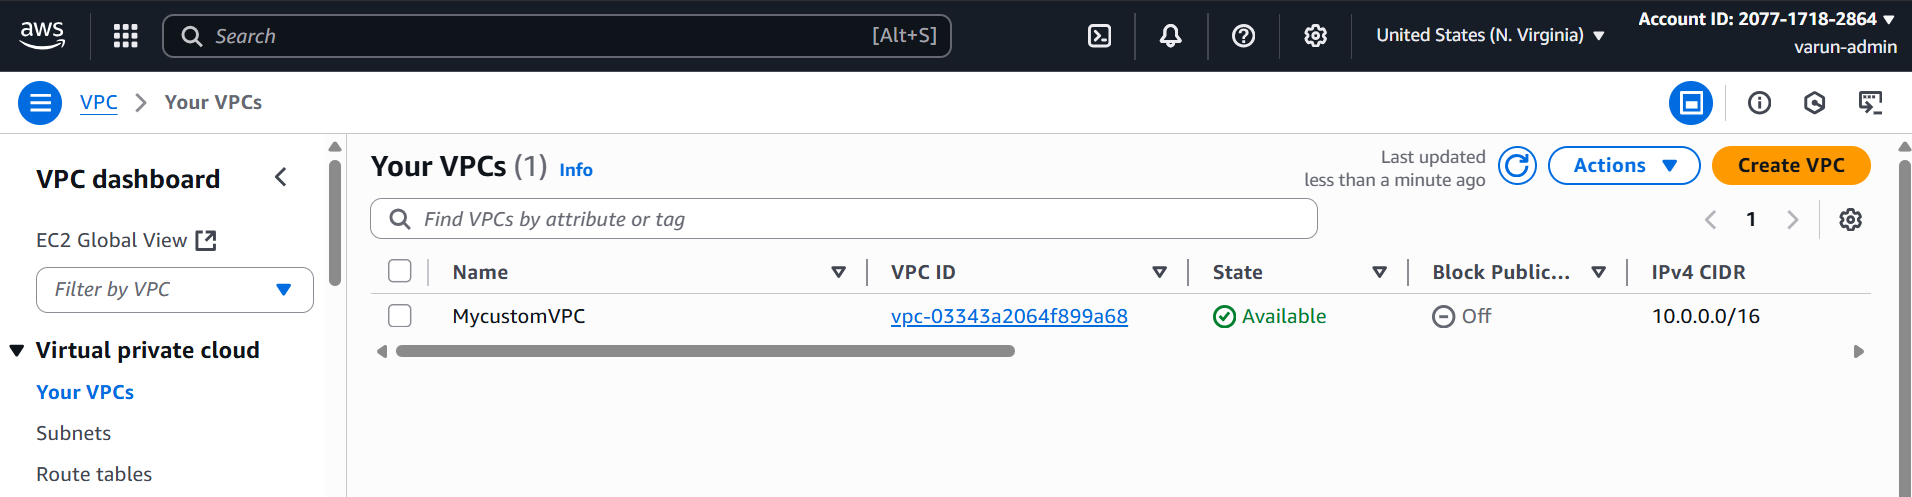 aws Search [Alt+S] United States (N. Virginia) Account ID: 2077-1718-2864
varun-admin
VPC Your VPCs
VPC dashboard
EC2 Global View
Filter by VPC
Virtual private cloud
Your VPCs
Subnets
Route tables
Your VPCs (1) Info
Last updated
less than a minute ago
Actions
Create VPC
Find VPCs by attribute or tag
1
Name VPC ID State Block Public... IPv4 CIDR
MycustomVPC vpc-03343a2064f899a68 Available Off 10.0.0.0/16